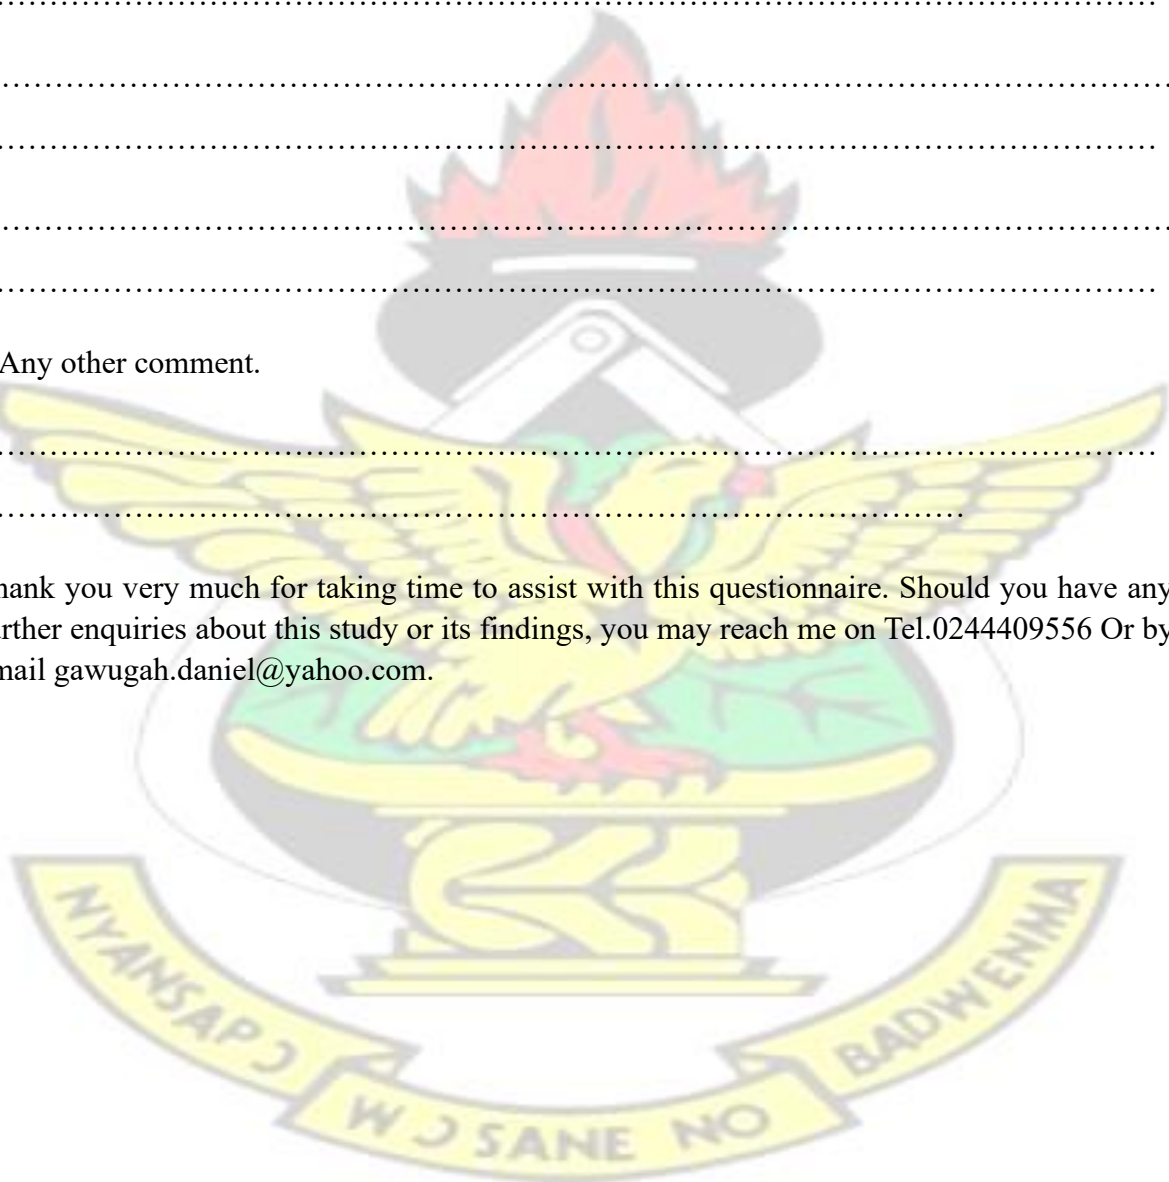 ……………………………………………………………………………………
……………………………………………………………………………………
……………………………………………………………………………………
……………………………………………………………………………………
……………………………………………………………………………………
Any other comment.
……………………………………………………………………………………
……………………………………………………………………
hank you very much for taking time to assist with this questionnaire. Should you have any
rther enquiries about this study or its findings, you may reach me on Tel.0244409556 Or by
mail gawugah.daniel@yahoo.com.
NYANSAPƆ
WƆSANE NO
BADWENMA